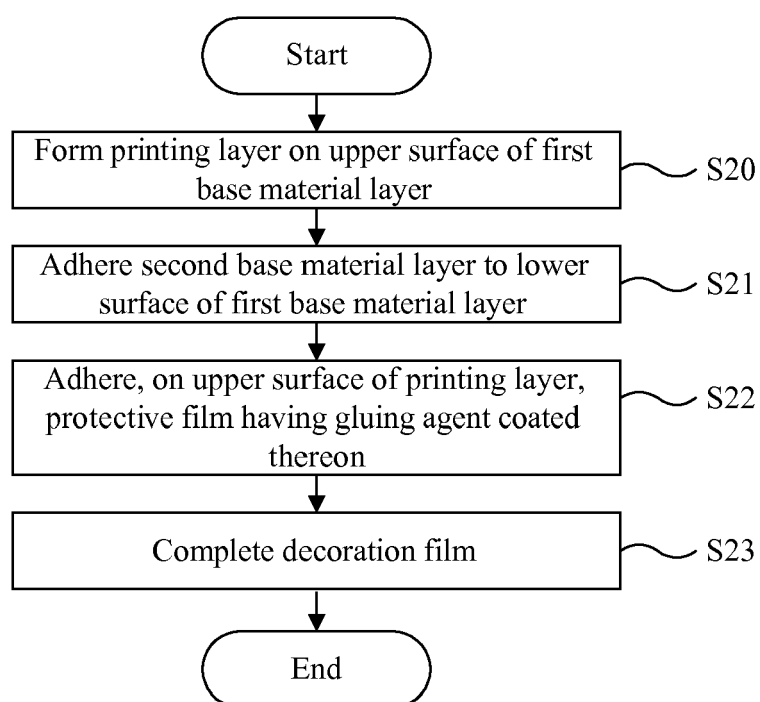 Start
Form printing layer on upper surface of first
base material layer
S20
Adhere second base material layer to lower
surface of first base material layer
S21
Adhere, on upper surface of printing layer,
protective film having gluing agent coated
thereon
S22
Complete decoration film
S23
End